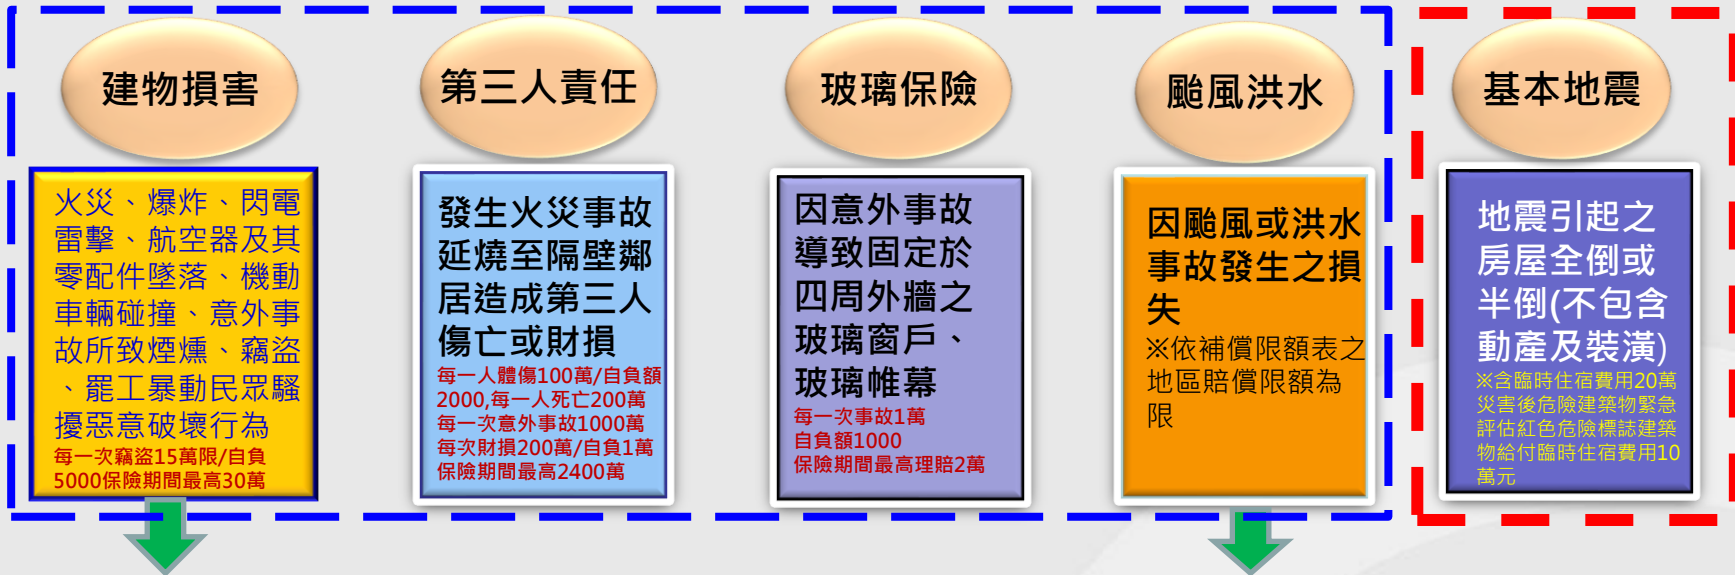 建物損害
火災、爆炸、閃電
雷擊、航空器及其
零配件墜落、機動
車輛碰撞、意外事
故所致煙燻、竊盜
、罷工暴動民眾騷
擾惡意破壞行為
每一次竊盜15萬限/自負
5000保險期間最高30萬
第三人責任
發生火災事故
延燒至隔壁鄰
居造成第三人
傷亡或財損
每一人體傷100萬/自負額
2000,每一人死亡200萬
每一次意外事故1000萬
每次財損200萬/自負1萬
保險期間最高2400萬
玻璃保險
因意外事故
導致固定於
四周外牆之
玻璃窗戶、
玻璃帷幕
每一次事故1萬
自負額1000
保險期間最高理賠2萬
颱風洪水
因颱風或洪水
事故發生之損
失
※依補償限額表之
地區賠償限額為
限
基本地震
地震引起之
房屋全倒或
半倒(不包含
動產及裝潢)
※含臨時住宿費用20萬
災害後危險建築物緊急
評估紅色危險標誌建築
物給付臨時住宿費用10
萬元